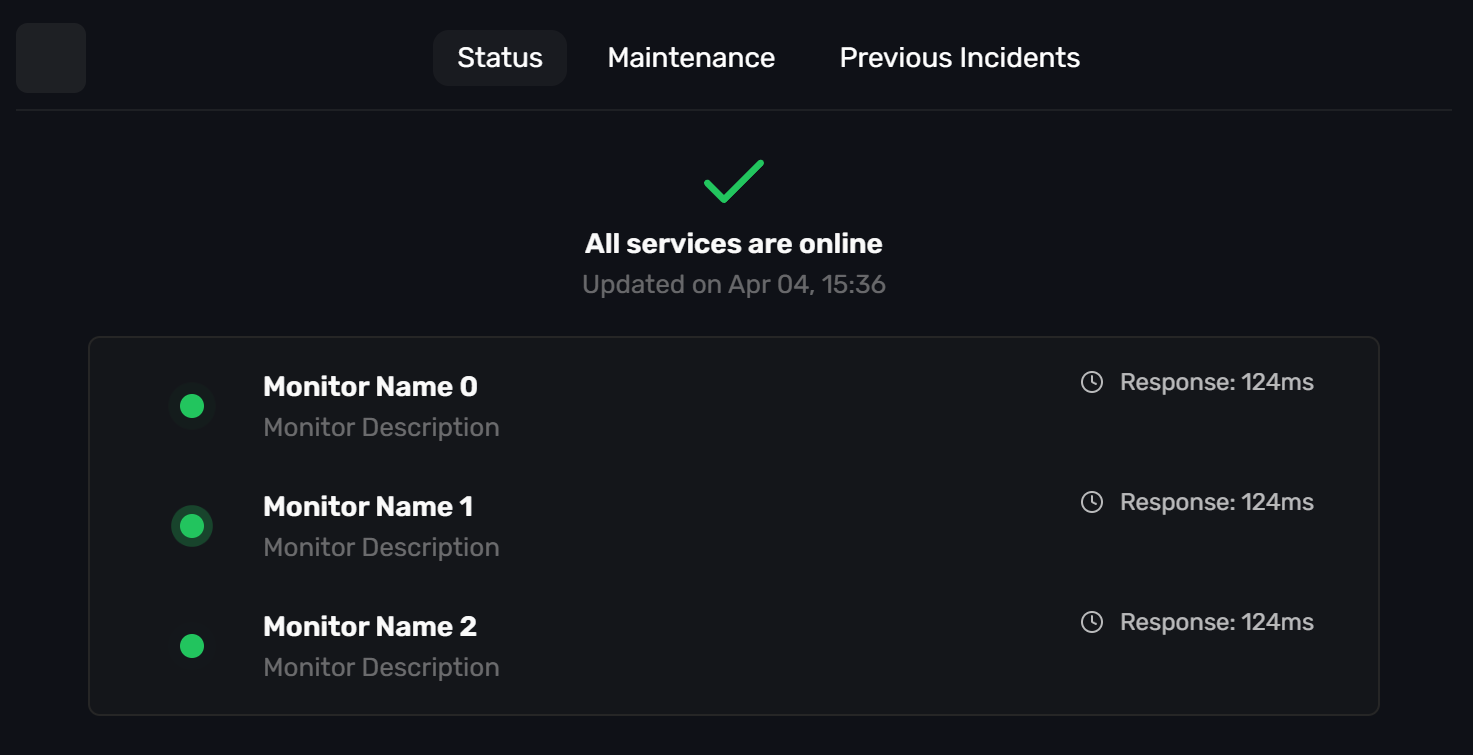 Status
Maintenance
Previous Incidents
All services are online
Updated on Apr 04, 15:36
Monitor Name 0
Response: 124ms
Monitor Description
Monitor Name 1
Response: 124ms
Monitor Description
Monitor Name 2
Response: 124ms
Monitor Description